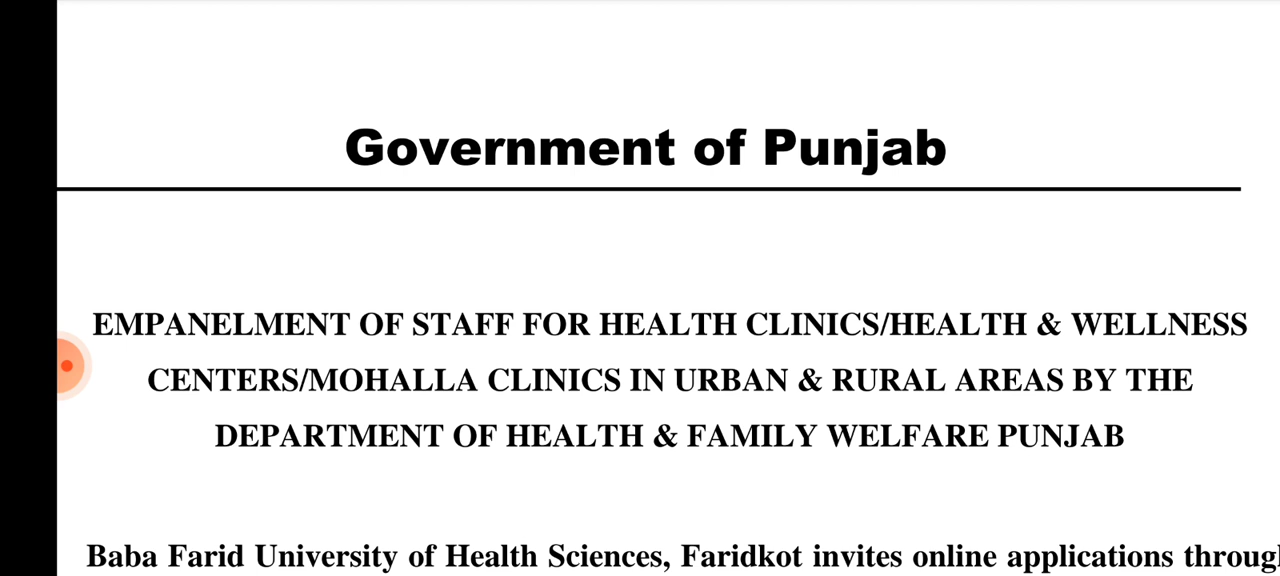 Government of Punjab
EMPANELMENT OF STAFF FOR HEALTH CLINICS/HEALTH & WELLNESS
CENTERS/MOHALLA CLINICS IN URBAN & RURAL AREAS BY THE
DEPARTMENT OF HEALTH & FAMILY WELFARE PUNJAB
Baba Farid University of Health Sciences, Faridkot invites online applications